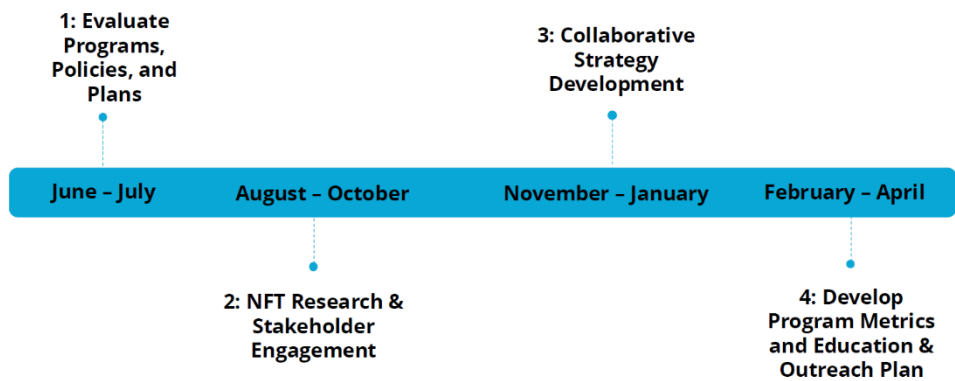 1: Evaluate
Programs,
Policies, and
Plans
3: Collaborative
Strategy
Development
June – July
August – October
November – January
February – April
2: NFT Research &
Stakeholder
Engagement
4: Develop
Program Metrics
and Education &
Outreach Plan